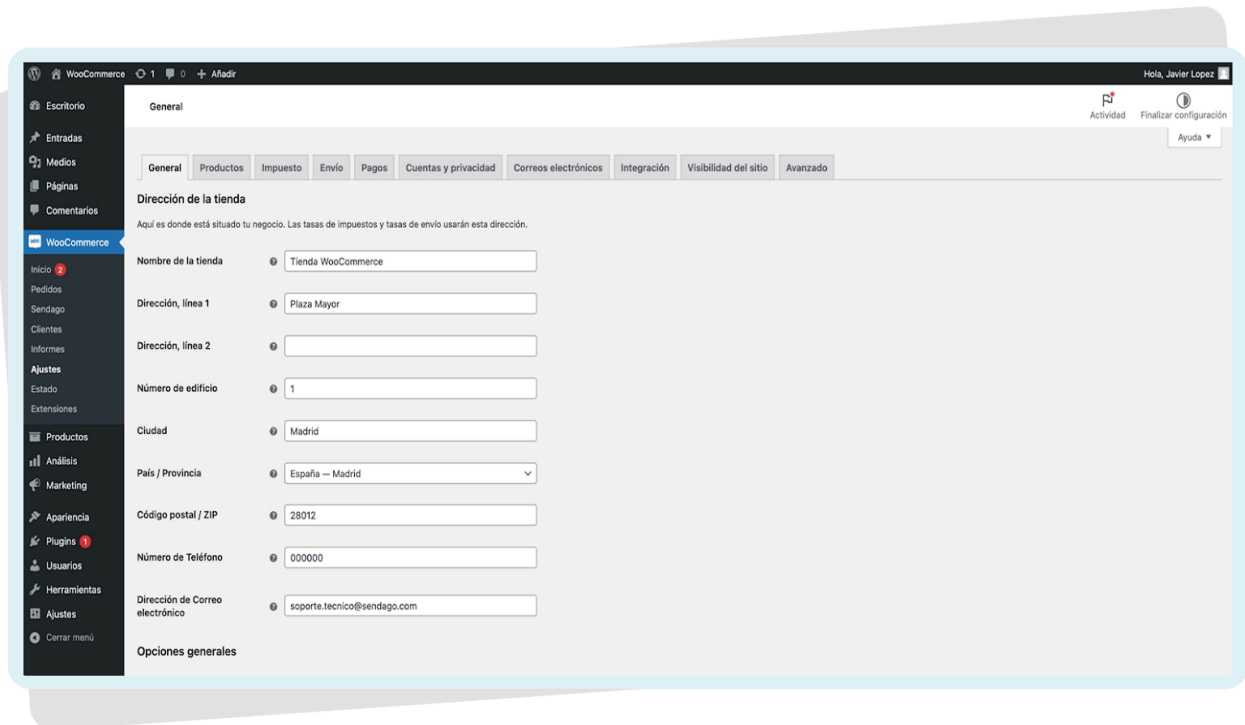 WooCommerce 1 0 + Añadir
Hola, Javier Lopez
Escritorio
Entradas
Medios
Páginas
Comentarios
WooCommerce
Inicio 2
Pedidos
Sendago
Clientes
Informes
Ajustes
Estado
Extensiones
Productos
Análisis
Marketing
Apariencia
Plugins 1
Usuarios
Herramientas
Ajustes
Cerrar menú
General
Actividad
Finalizar configuración
Ayuda
General Productos Impuesto Envío Pagos Cuentas y privacidad Correos electrónicos Integración Visibilidad del sitio Avanzado
Dirección de la tienda
Aquí es donde está situado tu negocio. Las tasas de impuestos y tasas de envío usarán esta dirección.
Nombre de la tienda
Tienda WooCommerce
Dirección, línea 1
Plaza Mayor
Dirección, línea 2
Número de edificio
1
Ciudad
Madrid
País / Provincia
España — Madrid
Código postal / ZIP
28012
Número de Teléfono
000000
Dirección de Correo
electrónico
soporte.tecnico@sendago.com
Opciones generales